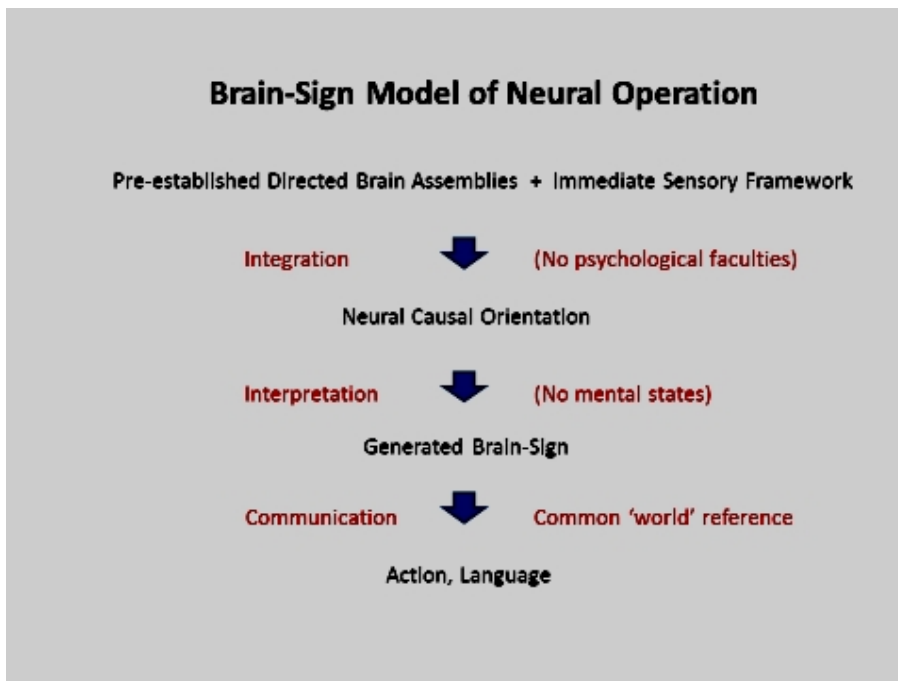 Brain-Sign Model of Neural Operation
Pre-established Directed Brain Assemblies + Immediate Sensory Framework
Integration (No psychological faculties)
Neural Causal Orientation
Interpretation (No mental states)
Generated Brain-Sign
Communication Common ‘world’ reference
Action, Language